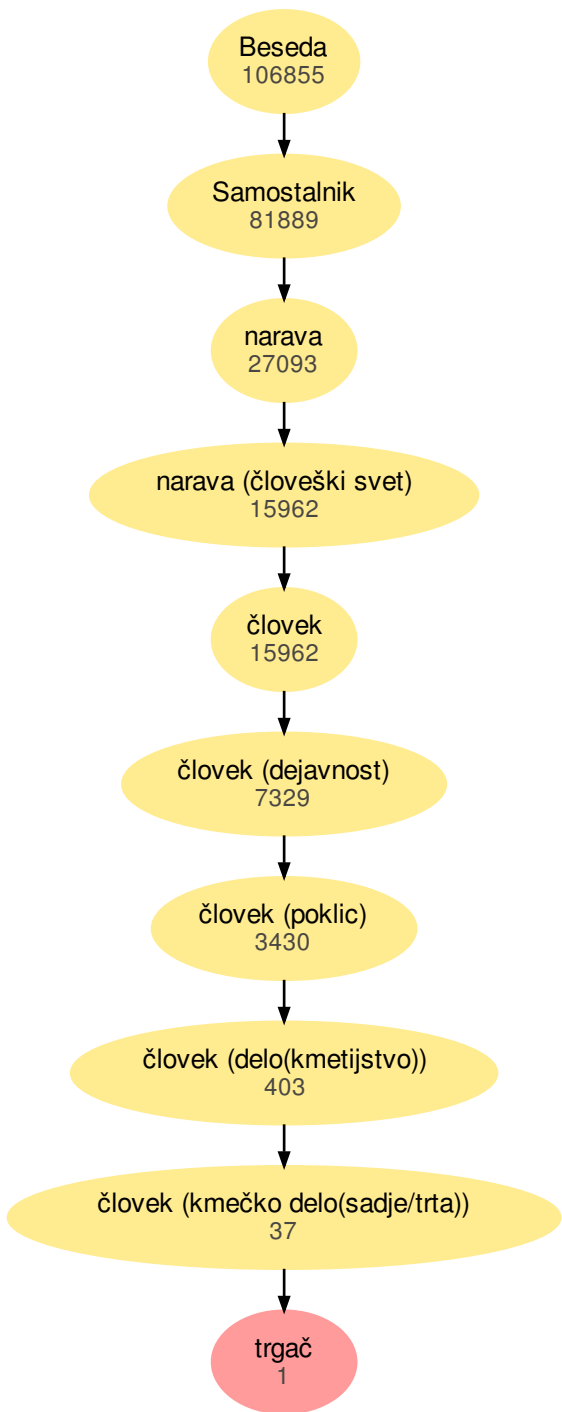 Beseda
106855
Samostalnik
81889
narava
27093
narava (človeški svet)
15962
človek
15962
človek (dejavnost)
7329
človek (poklic)
3430
človek (delo(kmetijstvo))
403
človek (kmečko delo(sadje/trta))
37
trgač
1